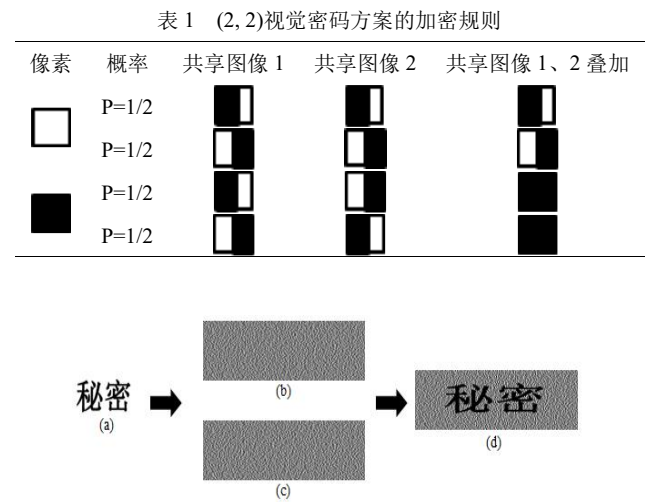 表 1 (2, 2)视觉密码方案的加密规则
像素 概率 共享图像 1 共享图像 2 共享图像 1、2 叠加
P=1/2
P=1/2
P=1/2
P=1/2
秘密
(a)
(b)
(c)
秘密
(d)